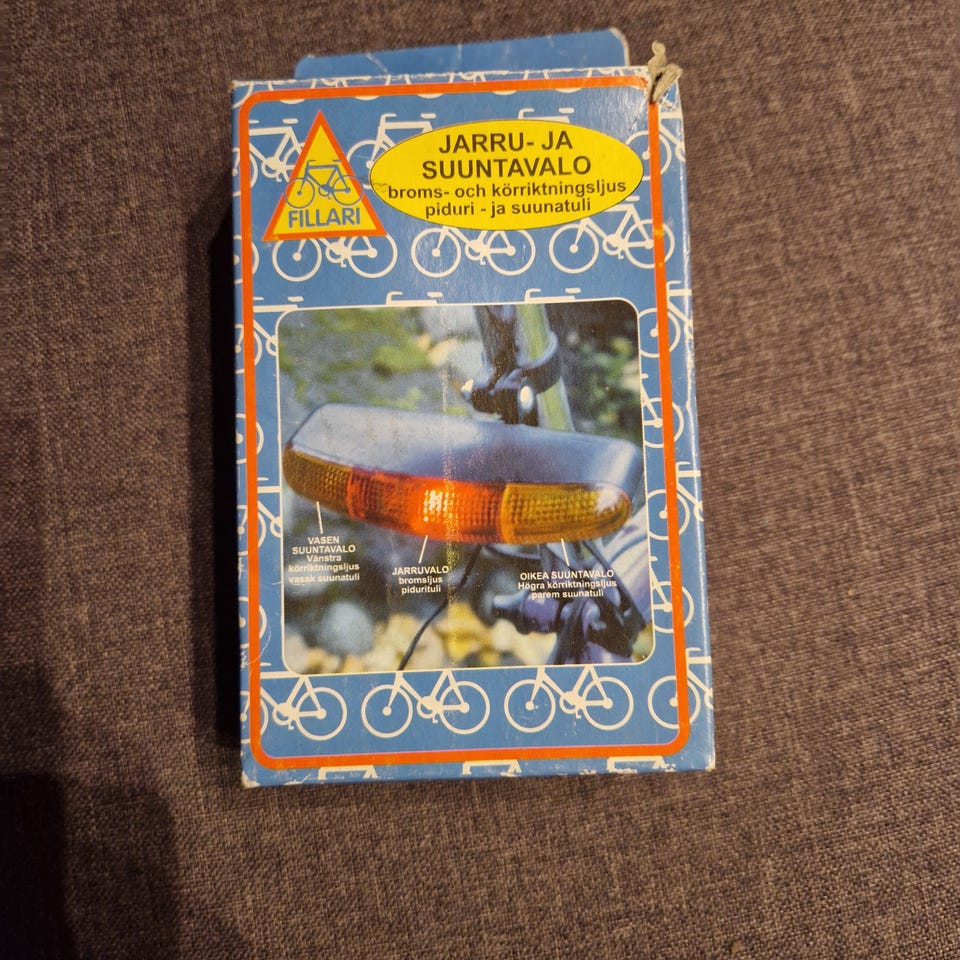 FILLARI
JARRU- JA
SUUNTAVALO
broms- och körriktningsljus
piduri - ja suunatuli
VASEN
SUUNTAVALO
Vänstra
körriktningsljus
vasak suunatuli
JARRUVALO
bromsljus
pidurituli
OIKEA SUUNTAVALO
Högra körriktningsljus
parem suunatuli